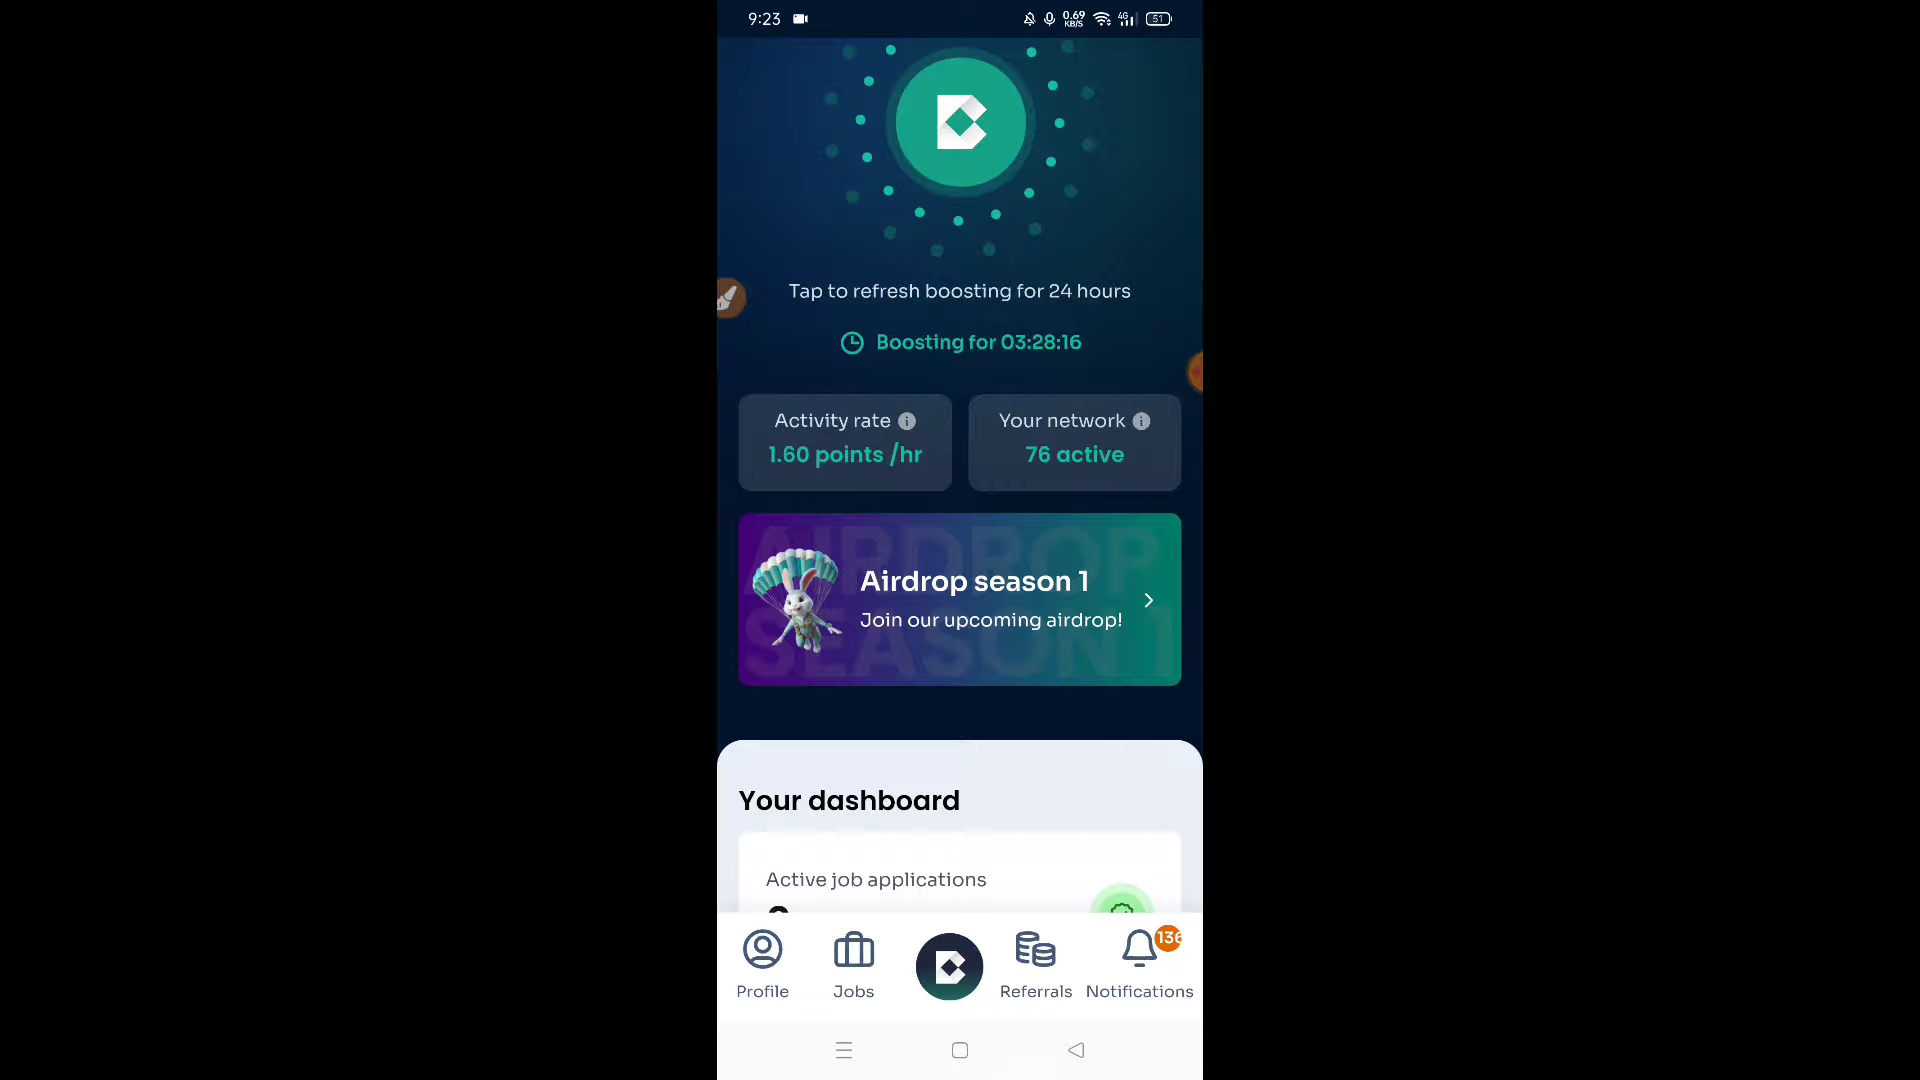 9:23
0.69 KB/S
4G
51
Tap to refresh boosting for 24 hours
Boosting for 03:28:16
Activity rate
1.60 points /hr
Your network
76 active
AIRDROP
SEASON 1
Airdrop season 1
Join our upcoming airdrop!
Your dashboard
Active job applications
136
Profile
Jobs
Referrals
Notifications